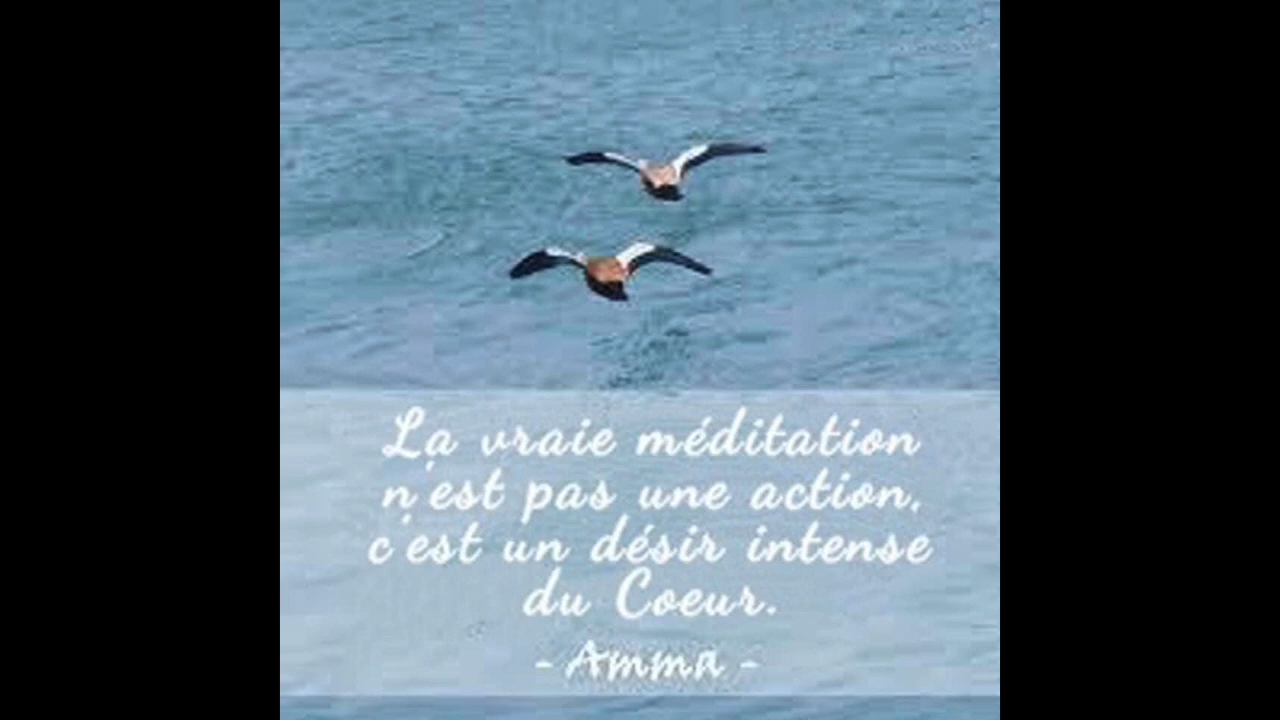 La vraie méditation
n'est pas une action,
c'est un désir intense
du Coeur.
- Amma -